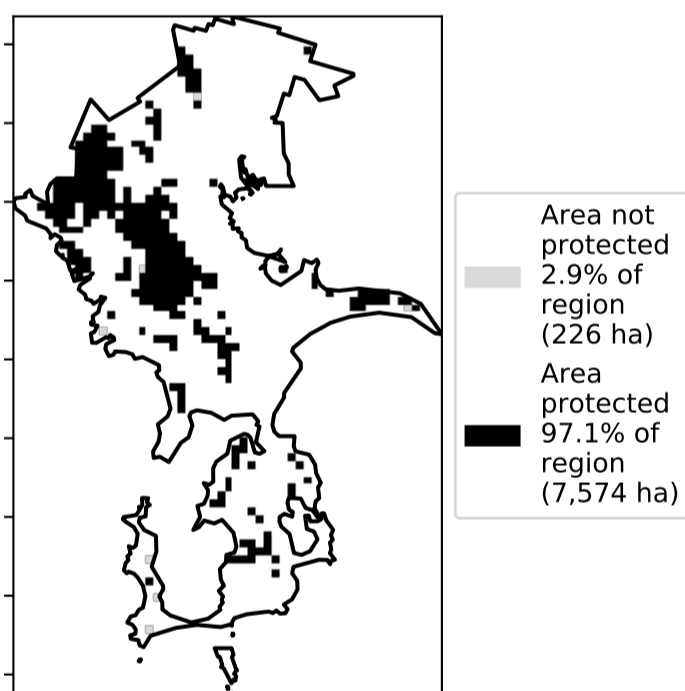 Area not
protected
2.9% of
region
(226 ha)
Area
protected
97.1% of
region
(7,574 ha)